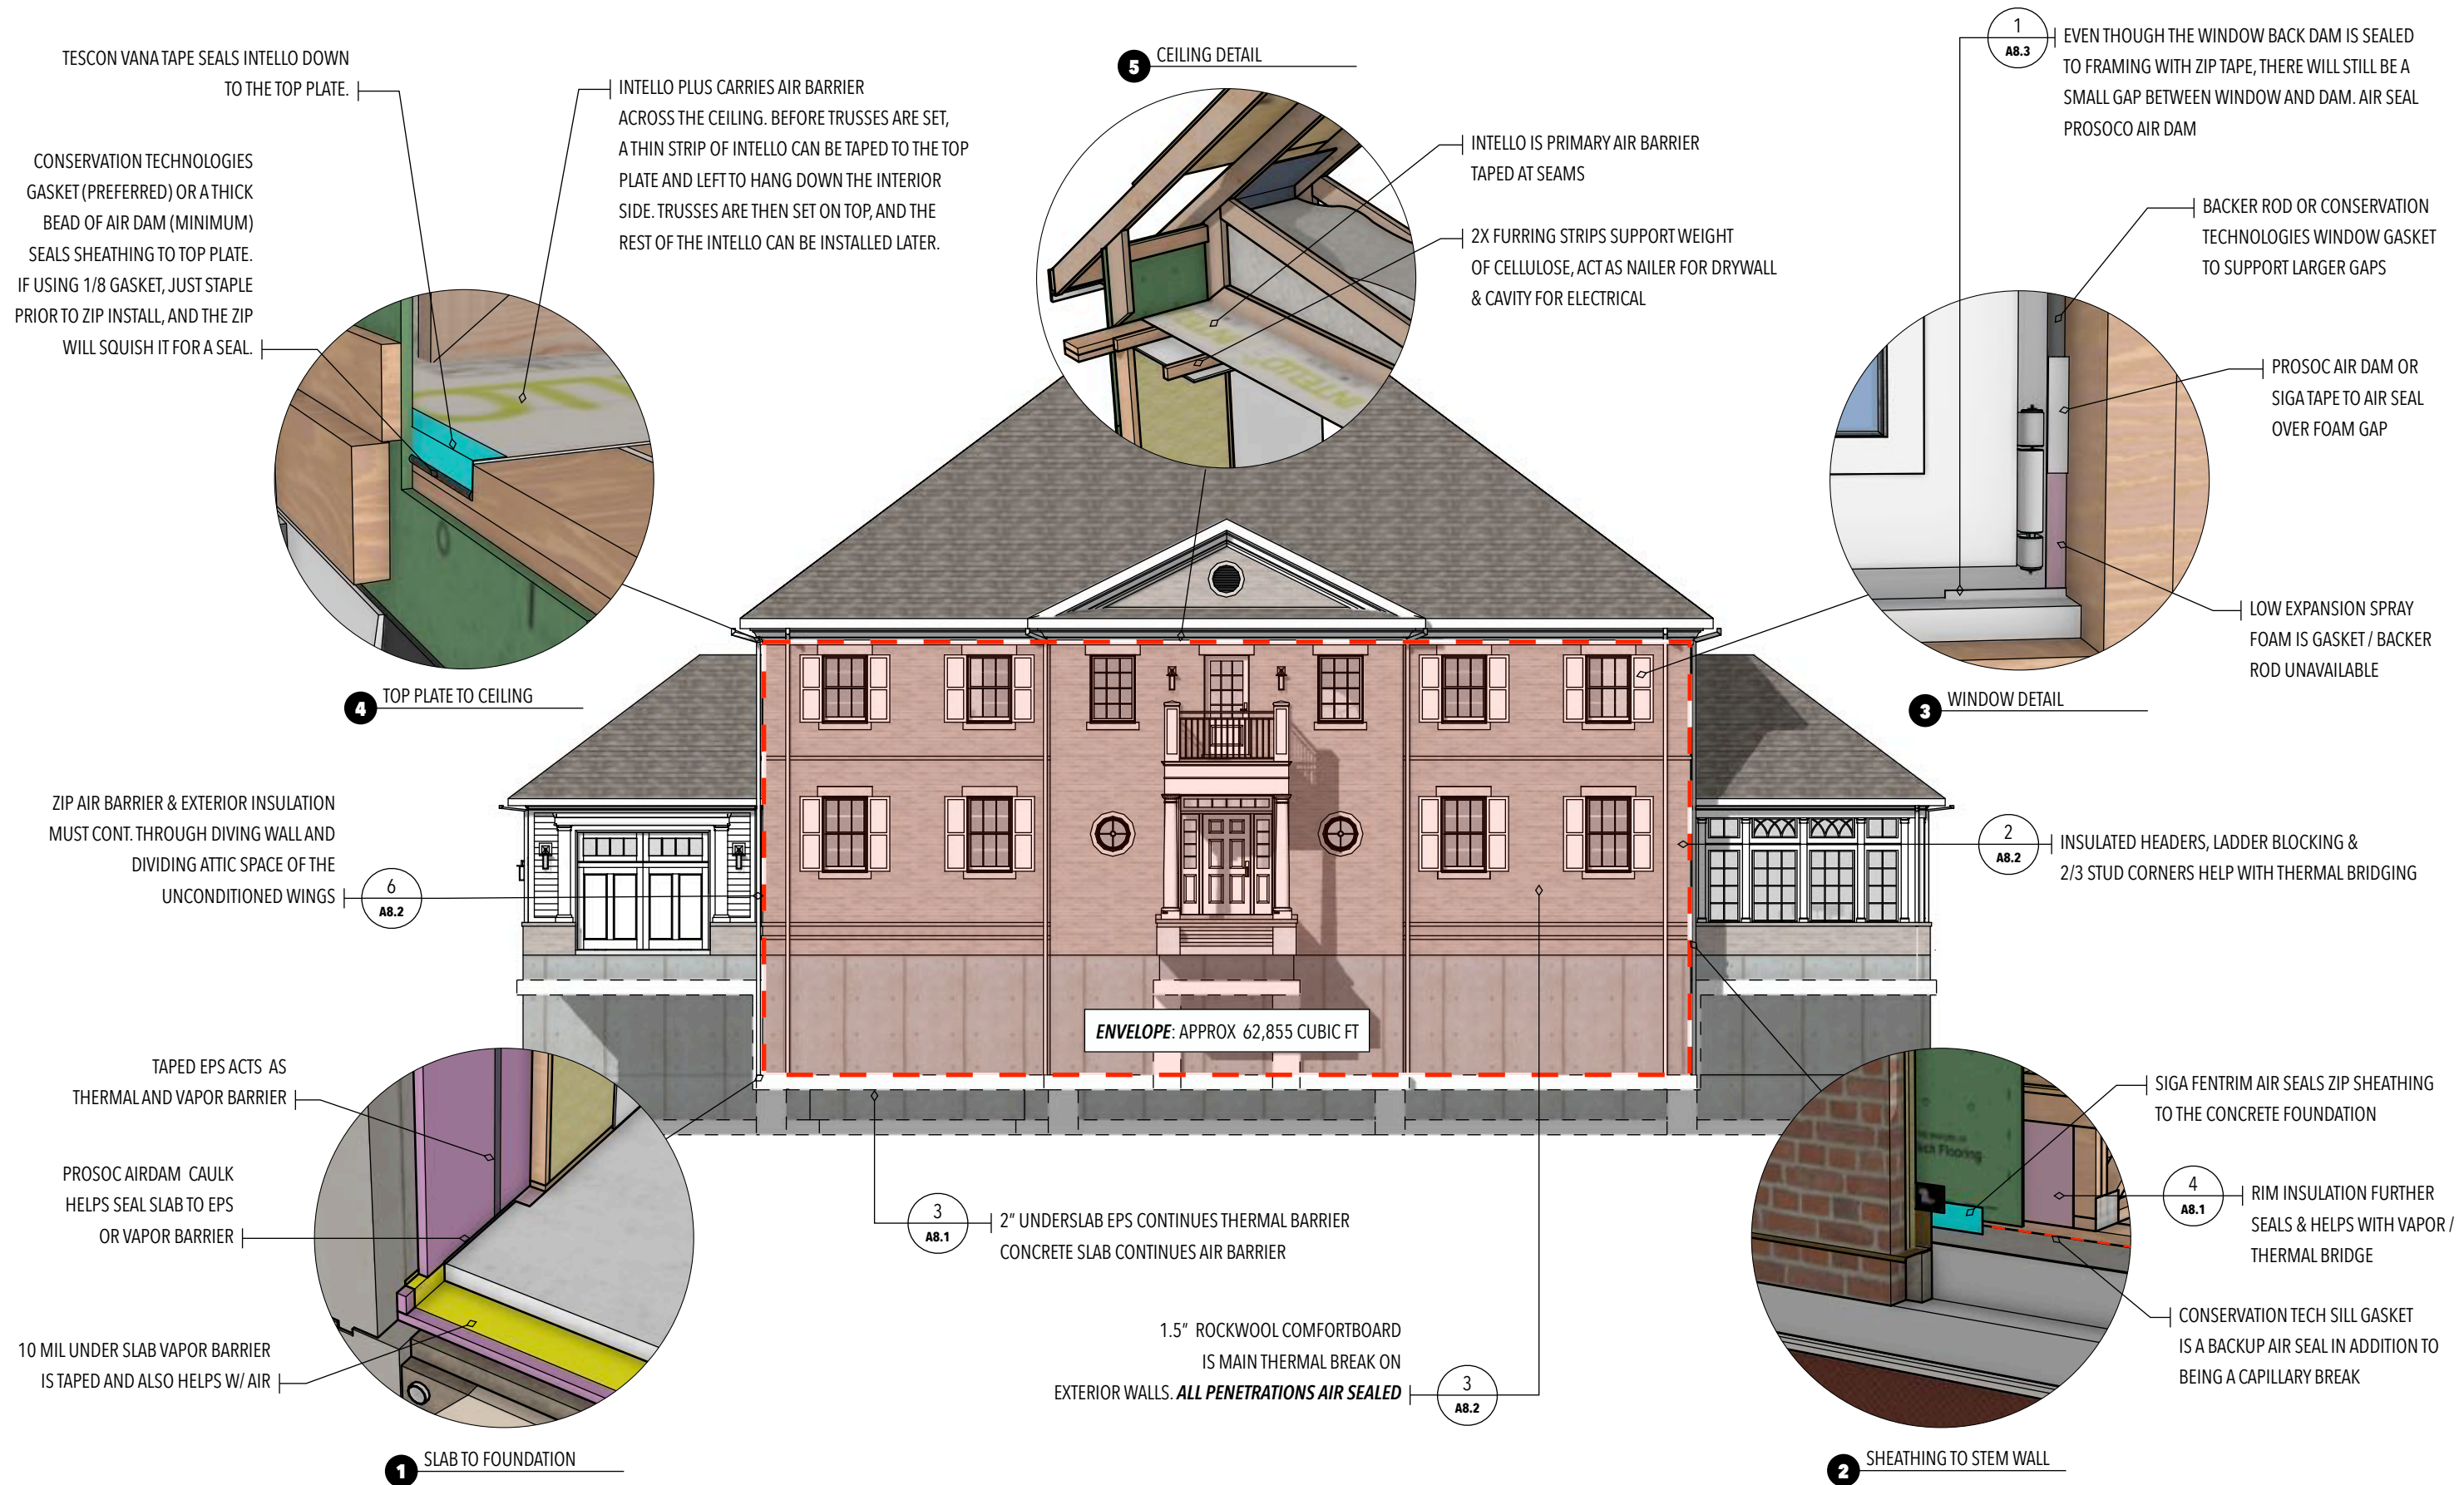 TESCON VANA TAPE SEALS INTELLO DOWN
TO THE TOP PLATE.
CONSERVATION TECHNOLOGIES
GASKET (PREFERRED) OR A THICK
BEAD OF AIR DAM (MINIMUM)
SEALS SHEATHING TO TOP PLATE.
IF USING 1/8 GASKET, JUST STAPLE
PRIOR TO ZIP INSTALL, AND THE ZIP
WILL SQUISH IT FOR A SEAL.
INTELLO PLUS CARRIES AIR BARRIER
ACROSS THE CEILING. BEFORE TRUSSES ARE SET,
A THIN STRIP OF INTELLO CAN BE TAPED TO THE TOP
PLATE AND LEFT TO HANG DOWN THE INTERIOR
SIDE. TRUSSES ARE THEN SET ON TOP, AND THE
REST OF THE INTELLO CAN BE INSTALLED LATER.
4 TOP PLATE TO CEILING
5 CEILING DETAIL
INTELLO IS PRIMARY AIR BARRIER
TAPED AT SEAMS
2X FURRING STRIPS SUPPORT WEIGHT
OF CELLULOSE, ACT AS NAILER FOR DRYWALL
& CAVITY FOR ELECTRICAL
INTELLO
1
A8.3
EVEN THOUGH THE WINDOW BACK DAM IS SEALED
TO FRAMING WITH ZIP TAPE, THERE WILL STILL BE A
SMALL GAP BETWEEN WINDOW AND DAM. AIR SEAL
PROSOCO AIR DAM
BACKER ROD OR CONSERVATION
TECHNOLOGIES WINDOW GASKET
TO SUPPORT LARGER GAPS
PROSOC AIR DAM OR
SIGA TAPE TO AIR SEAL
OVER FOAM GAP
LOW EXPANSION SPRAY
FOAM IS GASKET / BACKER
ROD UNAVAILABLE
3 WINDOW DETAIL
ZIP AIR BARRIER & EXTERIOR INSULATION
MUST CONT. THROUGH DIVING WALL AND
DIVIDING ATTIC SPACE OF THE
UNCONDITIONED WINGS
6
A8.2
2
A8.2
INSULATED HEADERS, LADDER BLOCKING &
2/3 STUD CORNERS HELP WITH THERMAL BRIDGING
ENVELOPE: APPROX 62,855 CUBIC FT
TAPED EPS ACTS AS
THERMAL AND VAPOR BARRIER
PROSOC AIRDAM CAULK
HELPS SEAL SLAB TO EPS
OR VAPOR BARRIER
10 MIL UNDER SLAB VAPOR BARRIER
IS TAPED AND ALSO HELPS W/ AIR
1 SLAB TO FOUNDATION
3
A8.1
2" UNDERSLAB EPS CONTINUES THERMAL BARRIER
CONCRETE SLAB CONTINUES AIR BARRIER
1.5" ROCKWOOL COMFORTBOARD
IS MAIN THERMAL BREAK ON
EXTERIOR WALLS. ALL PENETRATIONS AIR SEALED
3
A8.2
SIGA FENTRIM AIR SEALS ZIP SHEATHING
TO THE CONCRETE FOUNDATION
4
A8.1
RIM INSULATION FURTHER
SEALS & HELPS WITH VAPOR /
THERMAL BRIDGE
CONSERVATION TECH SILL GASKET
IS A BACKUP AIR SEAL IN ADDITION TO
BEING A CAPILLARY BREAK
Flooring
2 SHEATHING TO STEM WALL